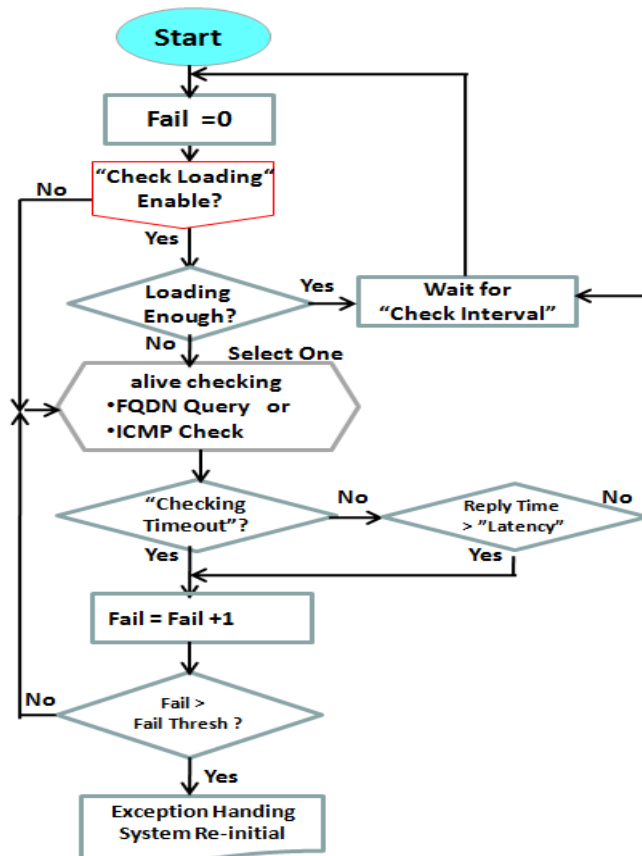 Start
Fail =0
“Check Loading“
Enable?
No
Yes
Loading
Enough?
Yes
Wait for
“Check Interval”
No
Select One
alive checking
•FQDN Query or
•ICMP Check
“Checking
Timeout”?
No
Reply Time
> ”Latency”
No
Yes
Yes
Fail = Fail +1
No
Fail >
Fail Thresh ?
Yes
Exception Handing
System Re-initial